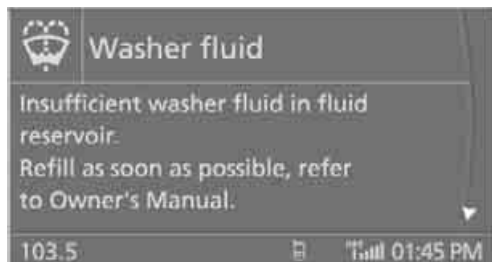 Washer fluid
Insufficient washer fluid in fluid
reservoir.
Refill as soon as possible, refer
to Owner's Manual.
103.5 01:45 PM